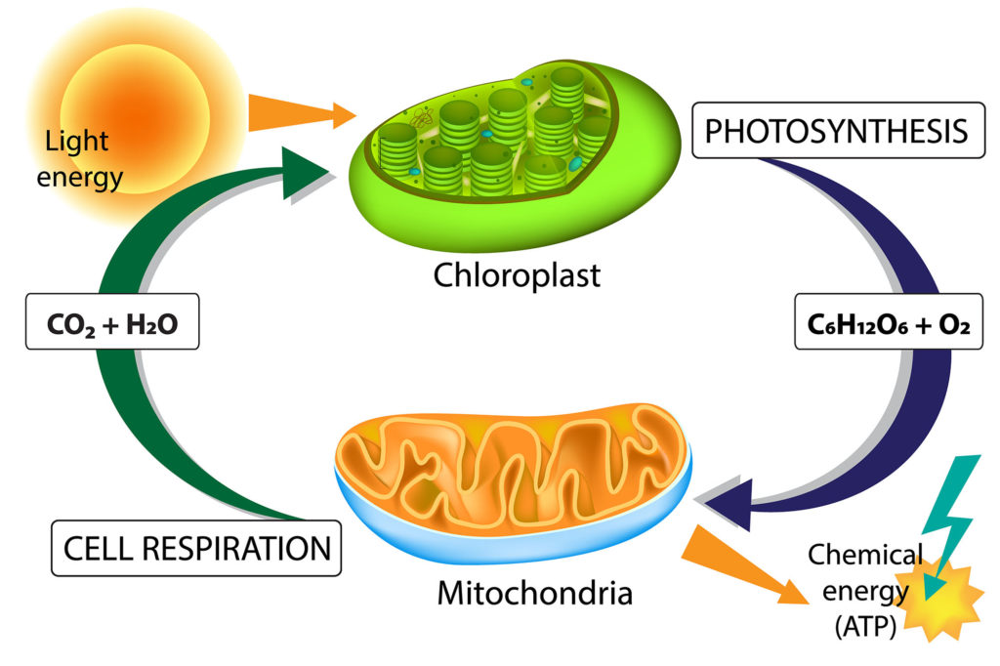 Light
energy
PHOTOSYNTHESIS
Chloroplast
CO₂ + H₂O
C₆H₁₂O₆ + O₂
CELL RESPIRATION
Mitochondria
Chemical
energy
(ATP)